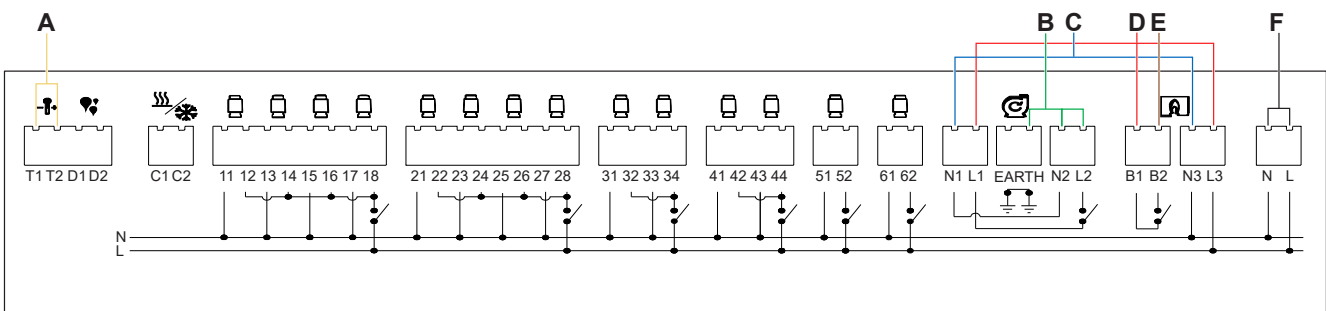 A B C D E F
T1 T2 D1 D2 C1 C2 11 12 13 14 15 16 17 18 21 22 23 24 25 26 27 28 31 32 33 34 41 42 43 44 51 52 61 62 N1 L1 EARTH N2 L2 B1 B2 N3 L3 N L
N
L